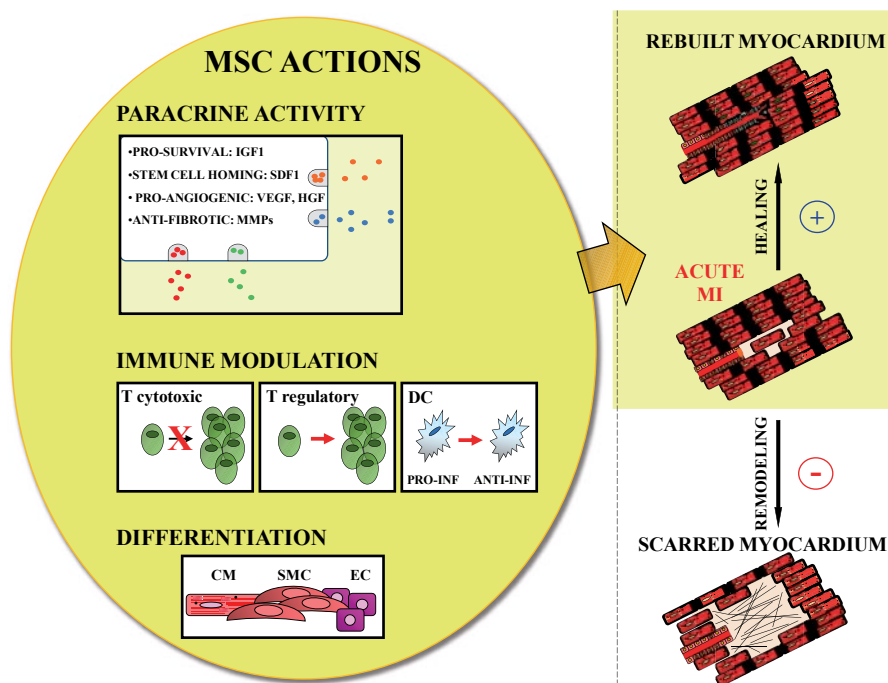 MSC ACTIONS
PARACRINE ACTIVITY
•PRO-SURVIVAL: IGF1
•STEM CELL HOMING: SDF1
•PRO-ANGIOGENIC: VEGF, HGF
•ANTI-FIBROTIC: MMPs
IMMUNE MODULATION
T cytotoxic
X
T regulatory
DC
PRO-INF
ANTI-INF
DIFFERENTIATION
CM
SMC
EC
REBUILT MYOCARDIUM
HEALING
+
ACUTE
MI
REMODELING
-
SCARRED MYOCARDIUM